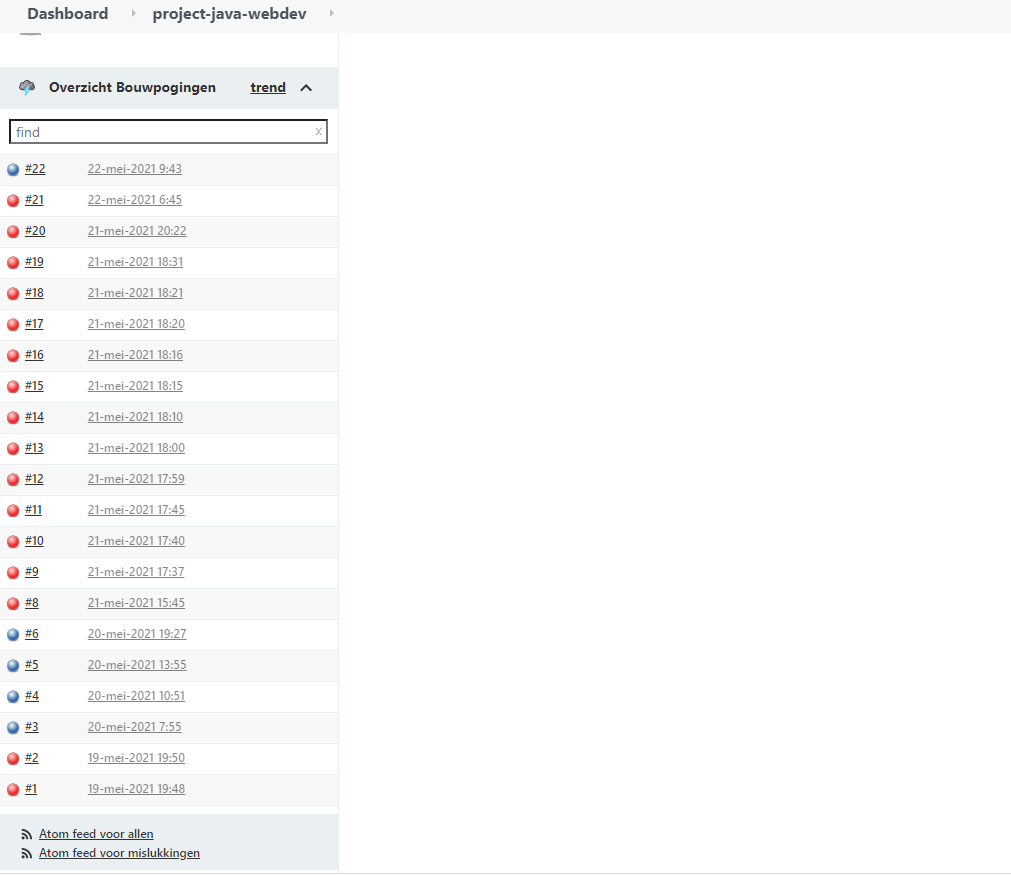 Dashboard project-java-webdev
Overzicht Bouwpogingen trend
find x
#22 22-mei-2021 9:43
#21 22-mei-2021 6:45
#20 21-mei-2021 20:22
#19 21-mei-2021 18:31
#18 21-mei-2021 18:21
#17 21-mei-2021 18:20
#16 21-mei-2021 18:16
#15 21-mei-2021 18:15
#14 21-mei-2021 18:10
#13 21-mei-2021 18:00
#12 21-mei-2021 17:59
#11 21-mei-2021 17:45
#10 21-mei-2021 17:40
#9 21-mei-2021 17:37
#8 21-mei-2021 15:45
#6 20-mei-2021 19:27
#5 20-mei-2021 13:55
#4 20-mei-2021 10:51
#3 20-mei-2021 7:55
#2 19-mei-2021 19:50
#1 19-mei-2021 19:48
Atom feed voor allen
Atom feed voor mislukkingen